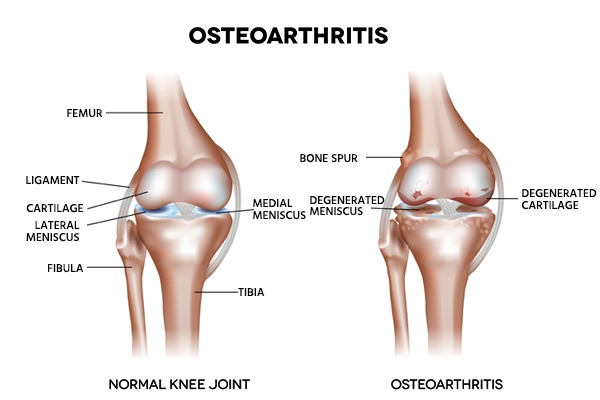 OSTEOARTHRITIS
FEMUR
LIGAMENT
CARTILAGE
LATERAL
MENISCUS
FIBULA
MEDIAL
MENISCUS
TIBIA
NORMAL KNEE JOINT
BONE SPUR
DEGENERATED
MENISCUS
DEGENERATED
CARTILAGE
OSTEOARTHRITIS